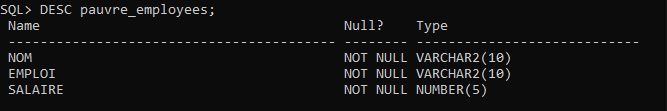 SQL> DESC pauvre_employees;
Name Null? Type
----------------------------------------- -------- ----------------------------
NOM NOT NULL VARCHAR2(10)
EMPLOI NOT NULL VARCHAR2(10)
SALAIRE NOT NULL NUMBER(5)